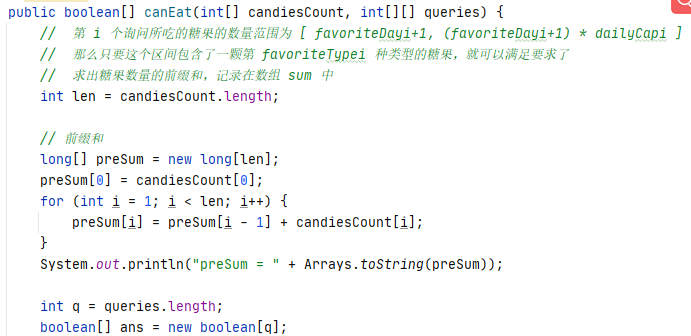 public boolean[] canEat(int[] candiesCount, int[][] queries) {
// 第 i 个询问所吃的糖果的数量范围为 [ favoriteDayi+1, (favoriteDayi+1) * dailyCapi ]
// 那么只要这个区间包含了一颗第 favoriteTypei 种类型的糖果，就可以满足要求了
// 求出糖果数量的前缀和，记录在数组 sum 中
int len = candiesCount.length;
// 前缀和
long[] preSum = new long[len];
preSum[0] = candiesCount[0];
for (int i = 1; i < len; i++) {
preSum[i] = preSum[i - 1] + candiesCount[i];
}
System.out.println("preSum = " + Arrays.toString(preSum));
int q = queries.length;
boolean[] ans = new boolean[q];